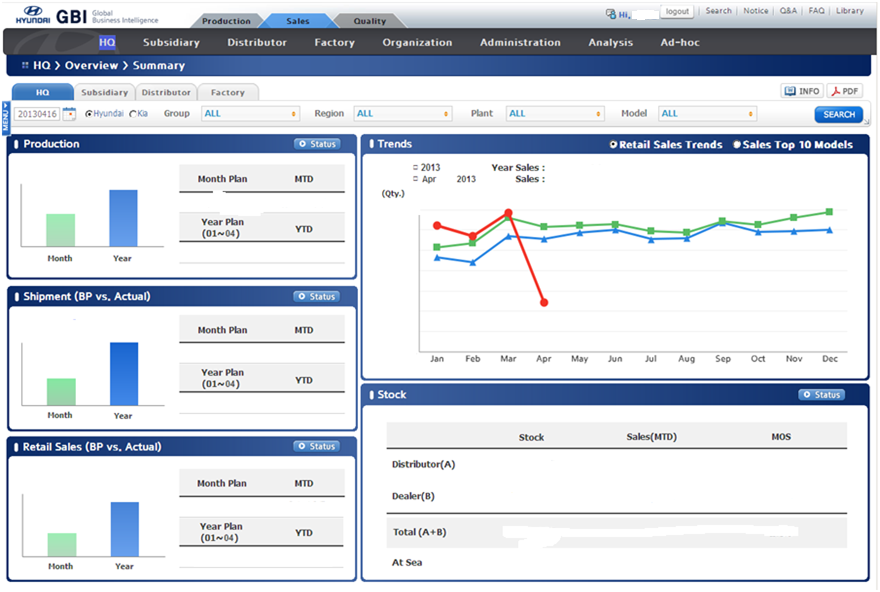 HYUNDAI GBI Global Business Intelligence
Production Sales Quality
Hi, logout Search Notice Q&A FAQ Library
HQ Subsidiary Distributor Factory Organization Administration Analysis Ad-hoc
HQ > Overview > Summary
HQ Subsidiary Distributor Factory
INFO PDF
MENU
20130416 Hyundai Kia Group ALL Region ALL Plant ALL Model ALL SEARCH
Production Status
Month Plan MTD
Year Plan
(01~04) YTD
Month Year
Shipment (BP vs. Actual) Status
Month Plan MTD
Year Plan
(01~04) YTD
Month Year
Retail Sales (BP vs. Actual) Status
Month Plan MTD
Year Plan
(01~04) YTD
Month Year
Trends Retail Sales Trends Sales Top 10 Models
2013 Year Sales :
Apr 2013 Sales :
(Qty.)
Jan Feb Mar Apr May Jun Jul Aug Sep Oct Nov Dec
Stock Status
Stock Sales(MTD) MOS
Distributor(A)
Dealer(B)
Total (A+B)
At Sea